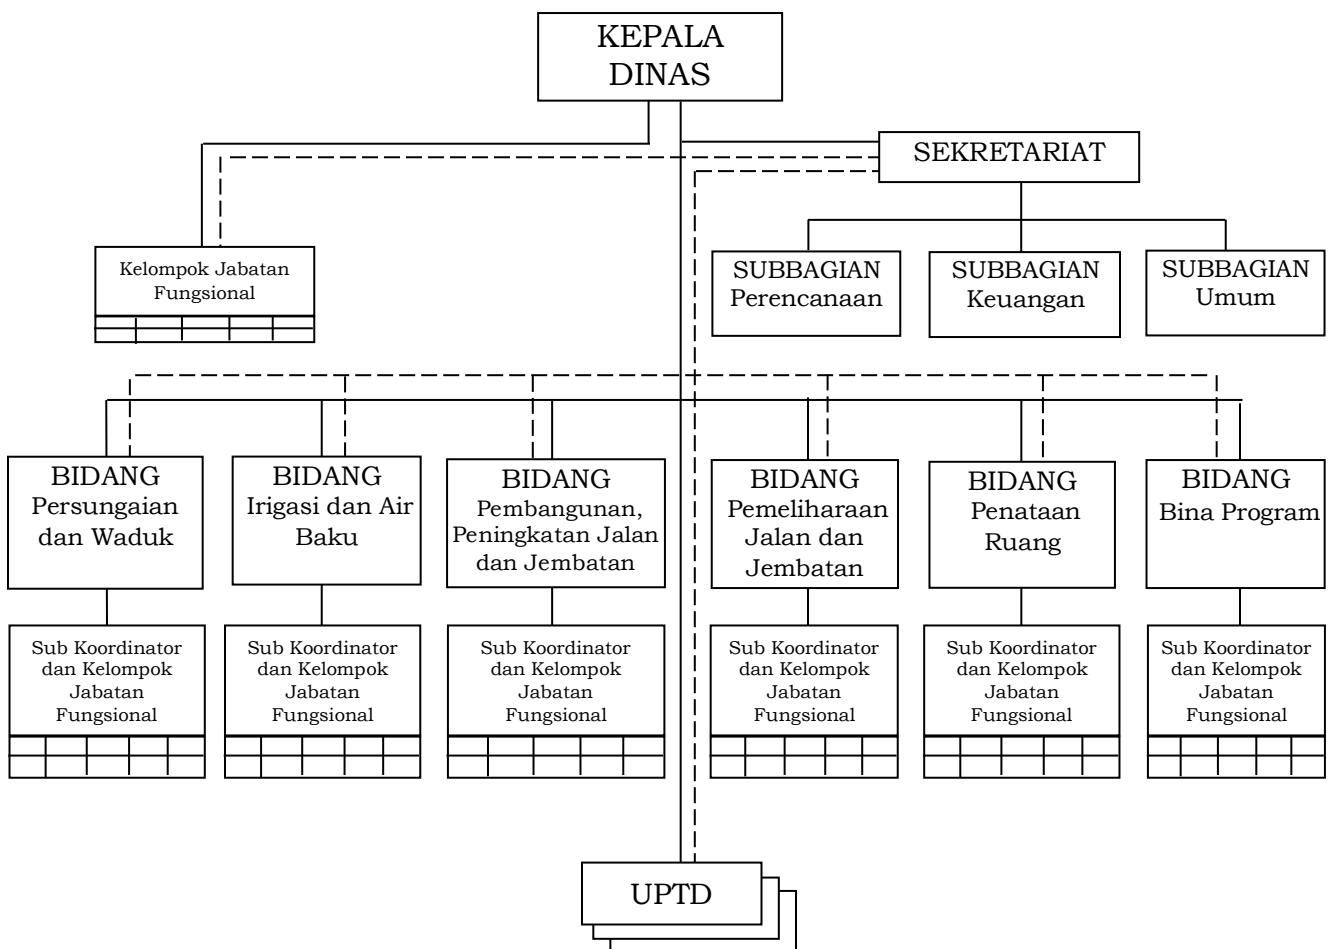 KEPALA
DINAS
SEKRETARIAT
Kelompok Jabatan
Fungsional
SUBBAGIAN
Perencanaan
SUBBAGIAN
Keuangan
SUBBAGIAN
Umum
BIDANG
Persungaian
dan Waduk
BIDANG
Irigasi dan Air
Baku
BIDANG
Pembangunan,
Peningkatan Jalan
dan Jembatan
BIDANG
Pemeliharaan
Jalan dan
Jembatan
BIDANG
Penataan
Ruang
BIDANG
Bina Program
Sub Koordinator
dan Kelompok
Jabatan
Fungsional
Sub Koordinator
dan Kelompok
Jabatan
Fungsional
Sub Koordinator
dan Kelompok
Jabatan
Fungsional
Sub Koordinator
dan Kelompok
Jabatan
Fungsional
Sub Koordinator
dan Kelompok
Jabatan
Fungsional
Sub Koordinator
dan Kelompok
Jabatan
Fungsional
UPTD